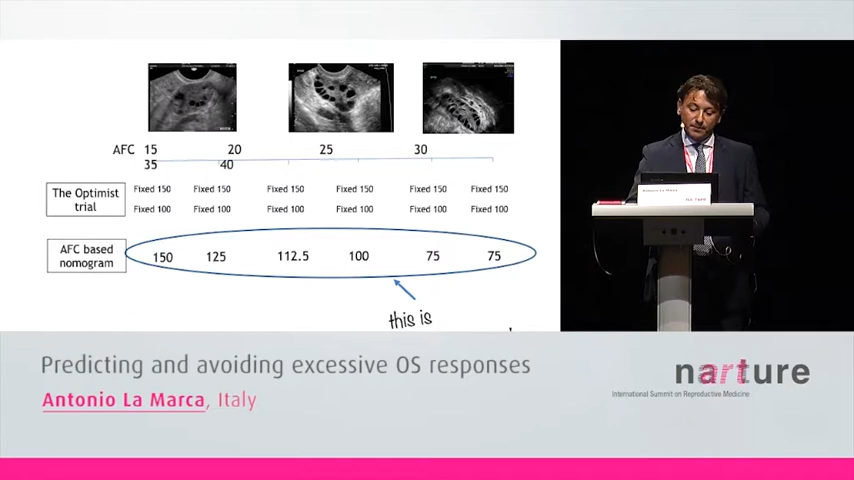 AFC 15 20 25 30
35 40
The Optimist
trial
Fixed 150 Fixed 150 Fixed 150 Fixed 150 Fixed 150 Fixed 150
Fixed 100 Fixed 100 Fixed 100 Fixed 100 Fixed 100 Fixed 100
AFC based
nomogram
150 125 112.5 100 75 75
this is
Antonio La Marca
Predicting and avoiding excessive OS responses
Antonio La Marca, Italy
narture
International Summit on Reproductive Medicine